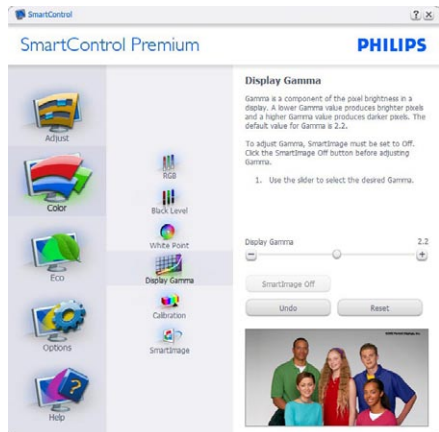 SmartControl
SmartControl Premium
PHILIPS
Adjust
Color
Eco
Options
Help
RGB
Black Level
White Point
Display Gamma
Calibration
SmartImage
Display Gamma
Gamma is a component of the pixel brightness in a
display. A lower Gamma value produces brighter pixels
and a higher Gamma value produces darker pixels. The
default value for Gamma is 2.2.
To adjust Gamma, SmartImage must be set to Off.
Click the SmartImage Off button before adjusting
Gamma.
1. Use the slider to select the desired Gamma.
Display Gamma 2.2
SmartImage Off
Undo Reset